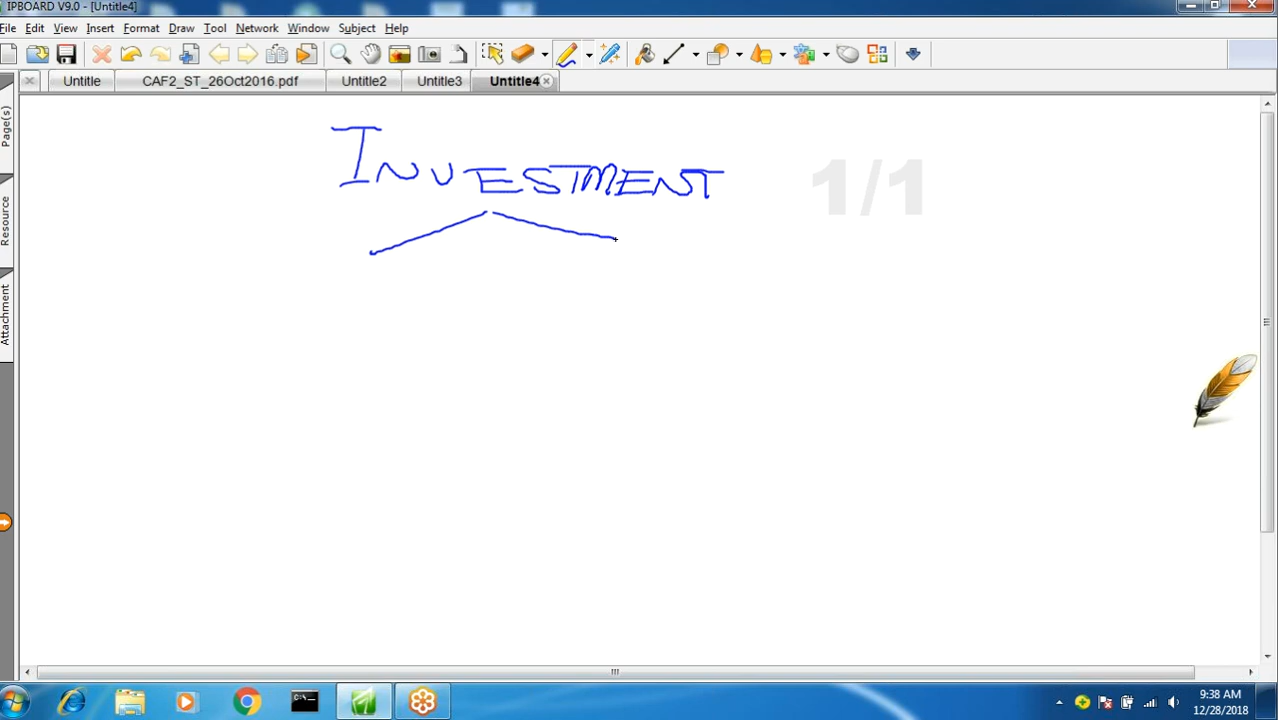 IPBOARD V9.0 - [Untitle4]
File Edit View Insert Format Draw Tool Network Window Subject Help
Untitle CAF2_ST_26Oct2016.pdf Untitle2 Untitle3 Untitle4
Page(s)
Resource
Attachment
INVESTMENT
1/1
9:38 AM
12/28/2018